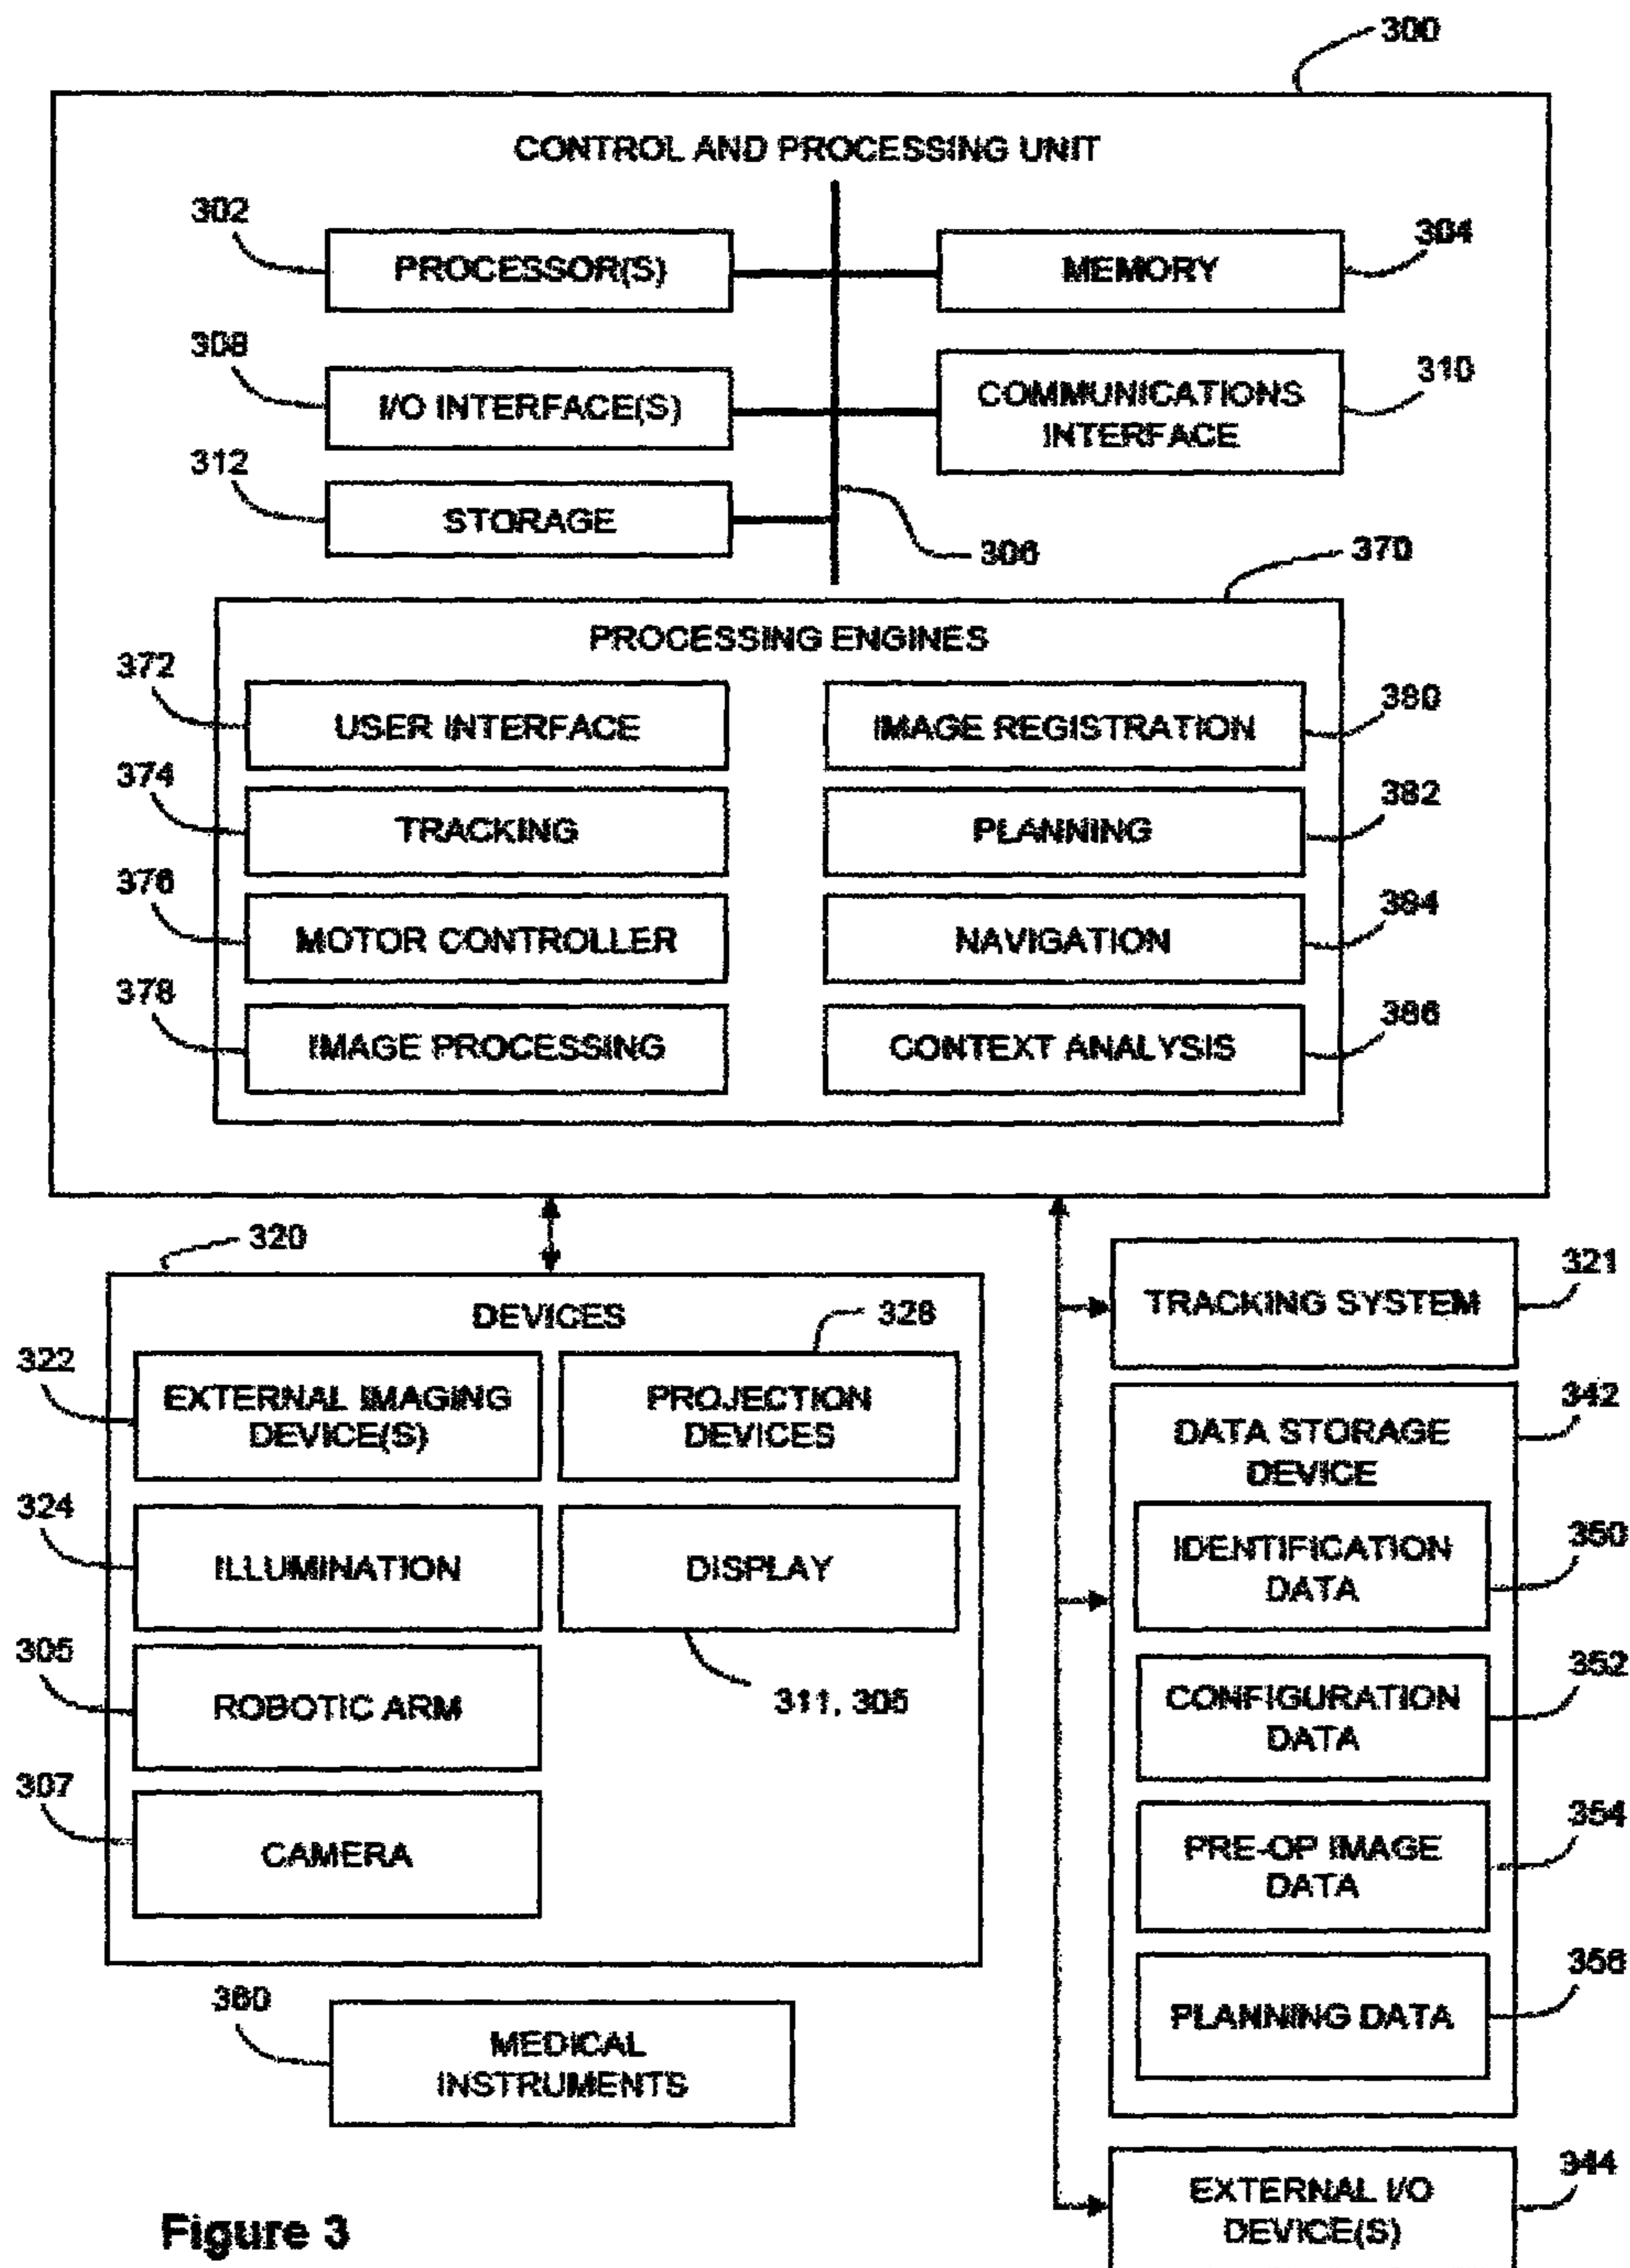 300
CONTROL AND PROCESSING UNIT
302
PROCESSOR(S)
MEMORY
304
308
I/O INTERFACE(S)
COMMUNICATIONS
INTERFACE
310
312
STORAGE
306
370
PROCESSING ENGINES
372
USER INTERFACE
IMAGE REGISTRATION
380
374
TRACKING
PLANNING
382
376
MOTOR CONTROLLER
NAVIGATION
384
378
IMAGE PROCESSING
CONTEXT ANALYSIS
386
320
DEVICES
328
322
EXTERNAL IMAGING
DEVICE(S)
PROJECTION
DEVICES
324
ILLUMINATION
DISPLAY
305
ROBOTIC ARM
311, 305
307
CAMERA
360
MEDICAL
INSTRUMENTS
TRACKING SYSTEM
321
342
DATA STORAGE
DEVICE
IDENTIFICATION
DATA
350
CONFIGURATION
DATA
352
PRE-OP IMAGE
DATA
354
PLANNING DATA
356
EXTERNAL I/O
DEVICE(S)
344
Figure 3